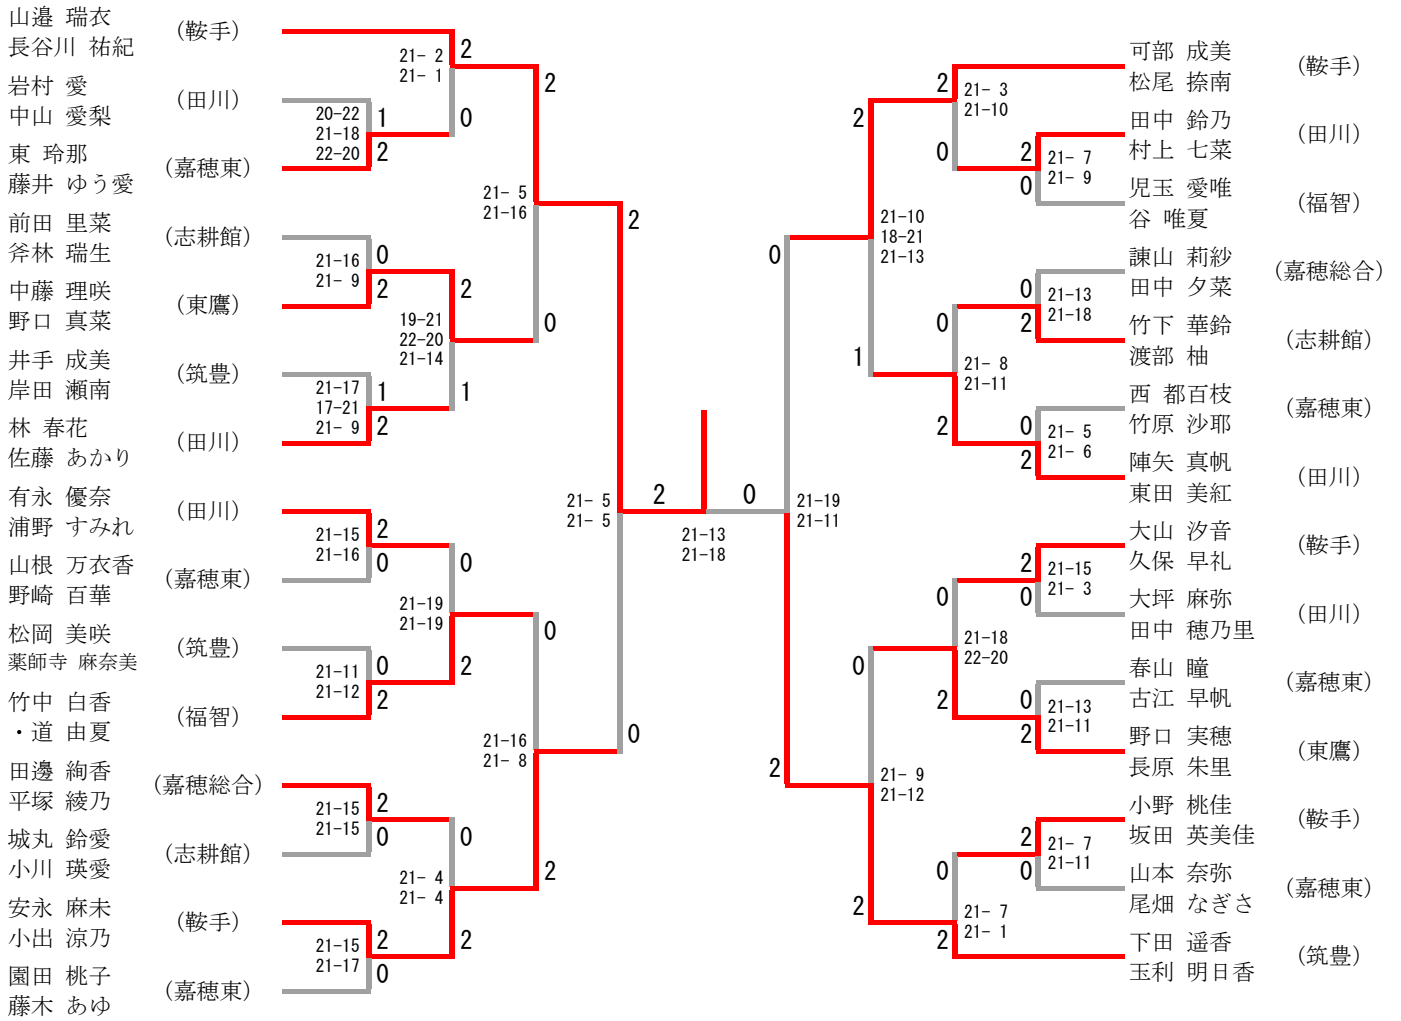 山邉 瑞衣
長谷川 祐紀
(鞍手)
岩村 愛
中山 愛梨
(田川)
東 玲那
藤井 ゆう愛
(嘉穂東)
前田 里菜
斧林 瑞生
(志耕館)
中藤 理咲
野口 真菜
(東鷹)
井手 成美
岸田 瀬南
(筑豊)
林 春花
佐藤 あかり
(田川)
有永 優奈
浦野 すみれ
(田川)
山根 万衣香
野崎 百華
(嘉穂東)
松岡 美咲
薬師寺 麻奈美
(筑豊)
竹中 白香
・道 由夏
(福智)
田邊 絢香
平塚 綾乃
(嘉穂総合)
城丸 鈴愛
小川 瑛愛
(志耕館)
安永 麻未
小出 涼乃
(鞍手)
園田 桃子
藤木 あゆ
(嘉穂東)
20-22
21-18
22-20
1
2
21-16
21- 9
0
2
21-17
17-21
21- 9
1
2
21-15
21-16
2
0
21-11
21-12
0
2
21-15
21-15
2
0
21-15
21-17
2
0
21- 2
21- 1
2
0
19-21
22-20
21-14
2
1
21-19
21-19
0
2
21- 4
21- 4
0
2
21- 5
21-16
2
0
21-16
21- 8
0
2
21- 5
21- 5
2
0
2
0
21-13
21-18
21-19
21-11
0
2
21-10
18-21
21-13
2
1
21- 9
21-12
0
2
21- 3
21-10
2
0
21- 8
21-11
0
2
21-18
22-20
0
2
21- 7
21- 1
0
2
21- 7
21- 9
2
0
21-13
21-18
0
2
21- 5
21- 6
0
2
21-15
21- 3
2
0
21-13
21-11
0
2
21- 7
21-11
2
0
可部 成美
松尾 捺南
(鞍手)
田中 鈴乃
村上 七菜
(田川)
児玉 愛唯
谷 唯夏
(福智)
諌山 莉紗
田中 夕菜
(嘉穂総合)
竹下 華鈴
渡部 柚
(志耕館)
西 都百枝
竹原 沙耶
(嘉穂東)
陣矢 真帆
東田 美紅
(田川)
大山 汐音
久保 早礼
(鞍手)
大坪 麻弥
田中 穂乃里
(田川)
春山 瞳
古江 早帆
(嘉穂東)
野口 実穂
長原 朱里
(東鷹)
小野 桃佳
坂田 英美佳
(鞍手)
山本 奈弥
尾畑 なぎさ
(嘉穂東)
下田 遥香
玉利 明日香
(筑豊)